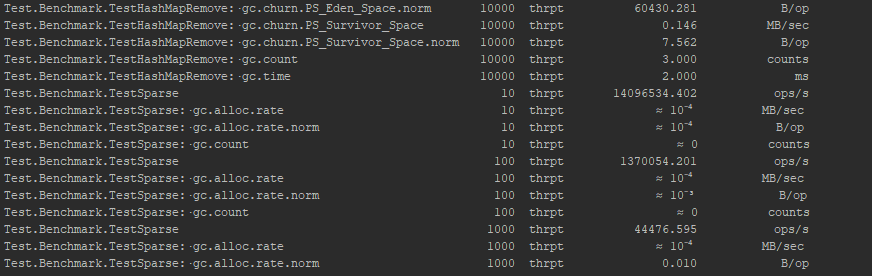 Test.Benchmark.TestHashMapRemove:·gc.churn.PS_Eden_Space.norm 10000 thrpt 60430.281 B/op
Test.Benchmark.TestHashMapRemove:·gc.churn.PS_Survivor_Space 10000 thrpt 0.146 MB/sec
Test.Benchmark.TestHashMapRemove:·gc.churn.PS_Survivor_Space.norm 10000 thrpt 7.562 B/op
Test.Benchmark.TestHashMapRemove:·gc.count 10000 thrpt 3.000 counts
Test.Benchmark.TestHashMapRemove:·gc.time 10000 thrpt 2.000 ms
Test.Benchmark.TestSparse 10 thrpt 14096534.402 ops/s
Test.Benchmark.TestSparse:·gc.alloc.rate 10 thrpt ≈ 10⁻⁴ MB/sec
Test.Benchmark.TestSparse:·gc.alloc.rate.norm 10 thrpt ≈ 10⁻⁴ B/op
Test.Benchmark.TestSparse:·gc.count 10 thrpt ≈ 0 counts
Test.Benchmark.TestSparse 100 thrpt 1370054.201 ops/s
Test.Benchmark.TestSparse:·gc.alloc.rate 100 thrpt ≈ 10⁻⁴ MB/sec
Test.Benchmark.TestSparse:·gc.alloc.rate.norm 100 thrpt ≈ 10⁻³ B/op
Test.Benchmark.TestSparse:·gc.count 100 thrpt ≈ 0 counts
Test.Benchmark.TestSparse 1000 thrpt 44476.595 ops/s
Test.Benchmark.TestSparse:·gc.alloc.rate 1000 thrpt ≈ 10⁻⁴ MB/sec
Test.Benchmark.TestSparse:·gc.alloc.rate.norm 1000 thrpt 0.010 B/op